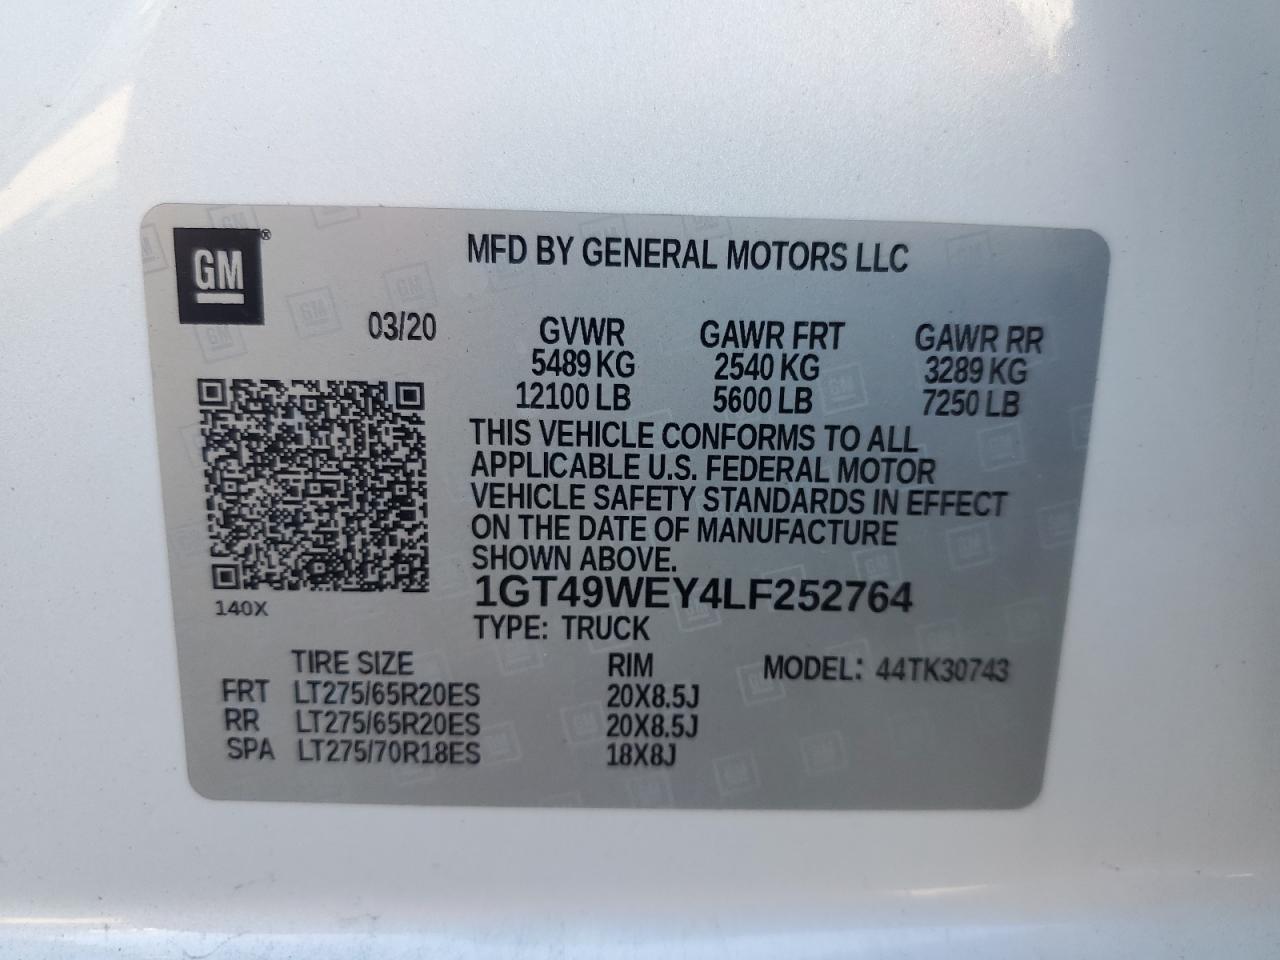 GM®
MFD BY GENERAL MOTORS LLC
03/20 GVWR GAWR FRT GAWR RR
5489 KG 2540 KG 3289 KG
12100 LB 5600 LB 7250 LB
THIS VEHICLE CONFORMS TO ALL
APPLICABLE U.S. FEDERAL MOTOR
VEHICLE SAFETY STANDARDS IN EFFECT
ON THE DATE OF MANUFACTURE
SHOWN ABOVE.
140X
1GT49WEY4LF252764
TYPE: TRUCK
TIRE SIZE RIM MODEL: 44TK30743
FRT LT275/65R20ES 20X8.5J
RR LT275/65R20ES 20X8.5J
SPA LT275/70R18ES 18X8J